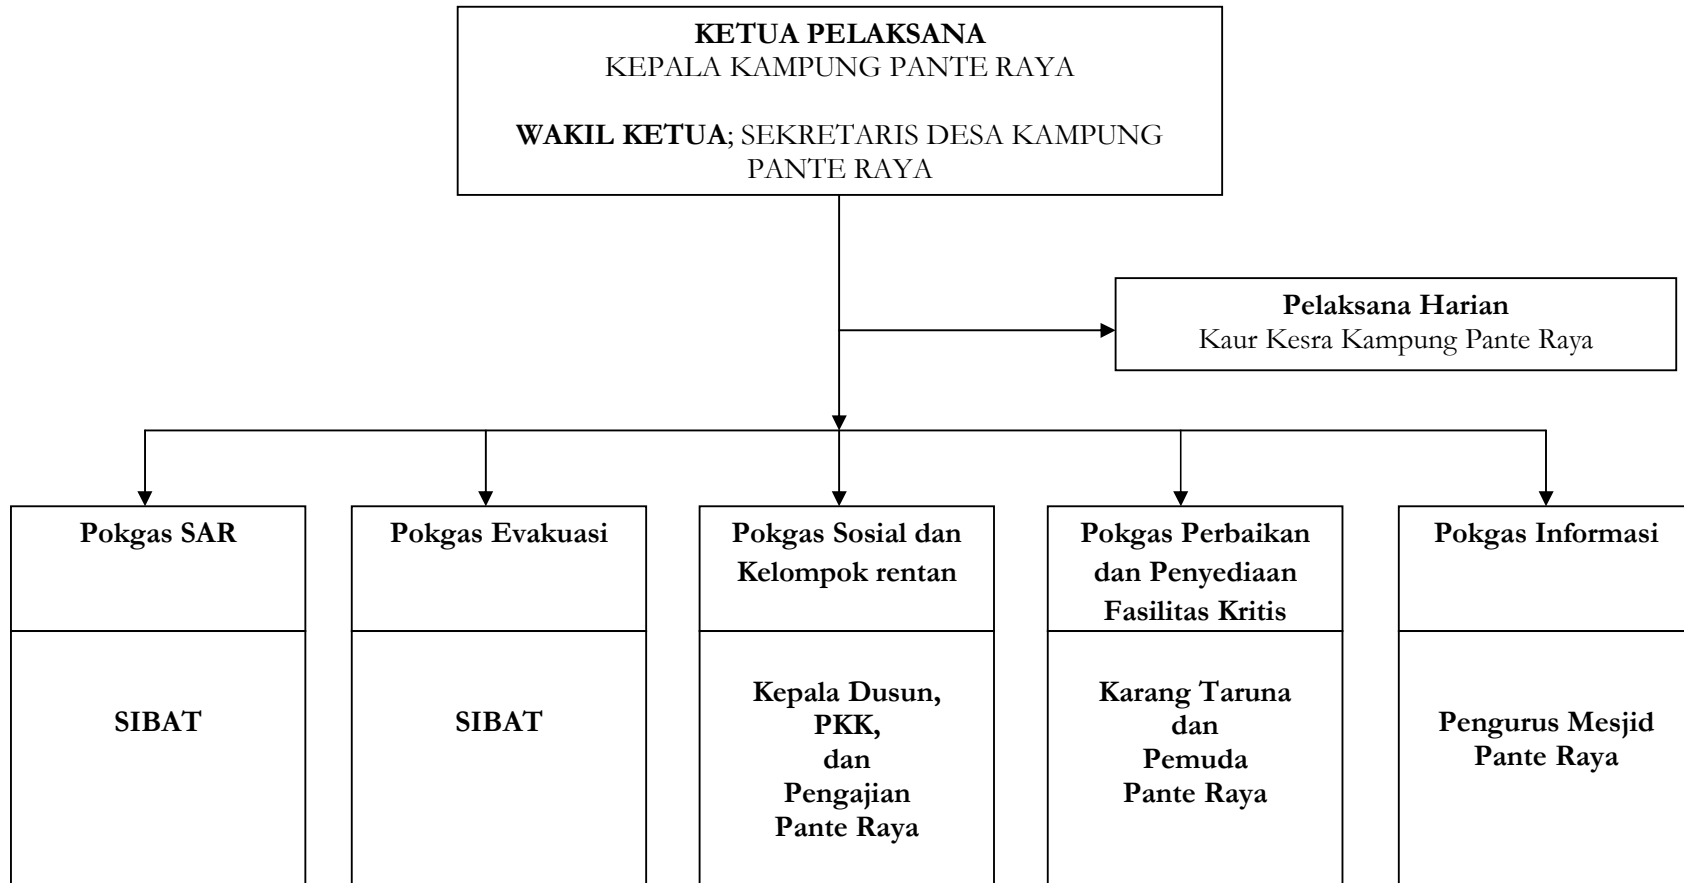 KETUA PELAKSANA
KEPALA KAMPUNG PANTE RAYA
WAKIL KETUA; SEKRETARIS DESA KAMPUNG
PANTE RAYA
Pelaksana Harian
Kaur Kesra Kampung Pante Raya
Pokgas SAR
SIBAT
Pokgas Evakuasi
SIBAT
Pokgas Sosial dan
Kelompok rentan
Kepala Dusun,
PKK,
dan
Pengajian
Pante Raya
Pokgas Perbaikan
dan Penyediaan
Fasilitas Kritis
Karang Taruna
dan
Pemuda
Pante Raya
Pokgas Informasi
Pengurus Mesjid
Pante Raya